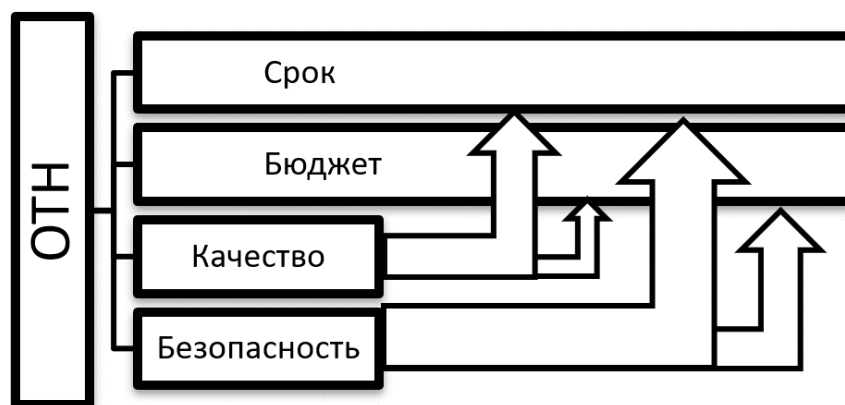 ОТН
Срок
Бюджет
Качество
Безопасность